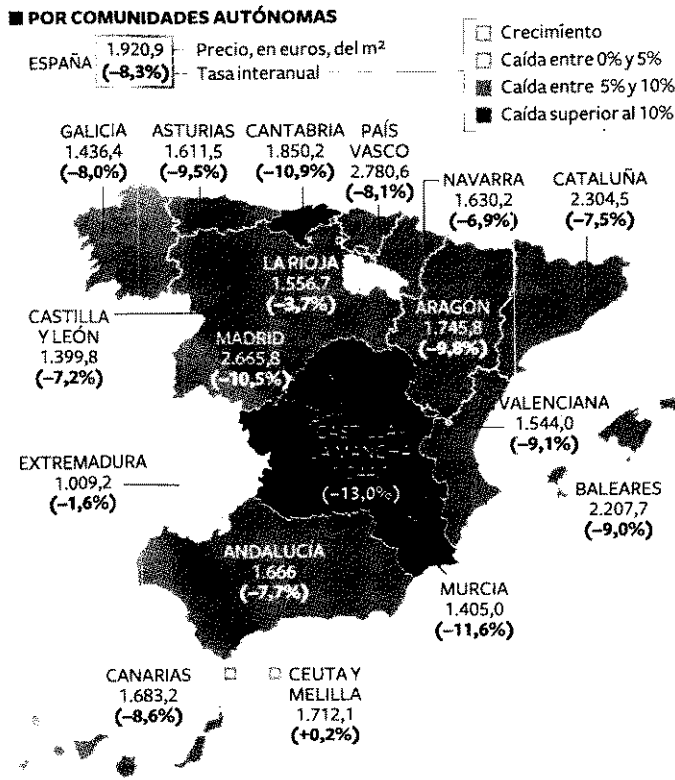 POR COMUNIDADES AUTÓNOMAS
ESPAÑA
1.920,9
(–8,3%)
Precio, en euros, del m²
Tasa interanual
Crecimiento
Caída entre 0% y 5%
Caída entre 5% y 10%
Caída superior al 10%
GALICIA
1.436,4
(–8,0%)
ASTURIAS
1.611,5
(–9,5%)
CANTABRIA
1.850,2
(–10,9%)
PAÍS
VASCO
2.780,6
(–8,1%)
NAVARRA
1.630,2
(–6,9%)
CATALUÑA
2.304,5
(–7,5%)
LA RIOJA
1.556,7
(–3,7%)
ARAGÓN
1.745,8
(–9,8%)
CASTILLA
Y LEÓN
1.399,8
(–7,2%)
MADRID
2.665,8
(–10,5%)
VALENCIANA
1.544,0
(–9,1%)
CASTILLA-
LA MANCHA
(–13,0%)
EXTREMADURA
1.009,2
(–1,6%)
BALEARES
2.207,7
(–9,0%)
ANDALUCÍA
1.666
(–7,7%)
MURCIA
1.405,0
(–11,6%)
CANARIAS
1.683,2
(–8,6%)
CEUTA Y
MELILLA
1.712,1
(+0,2%)